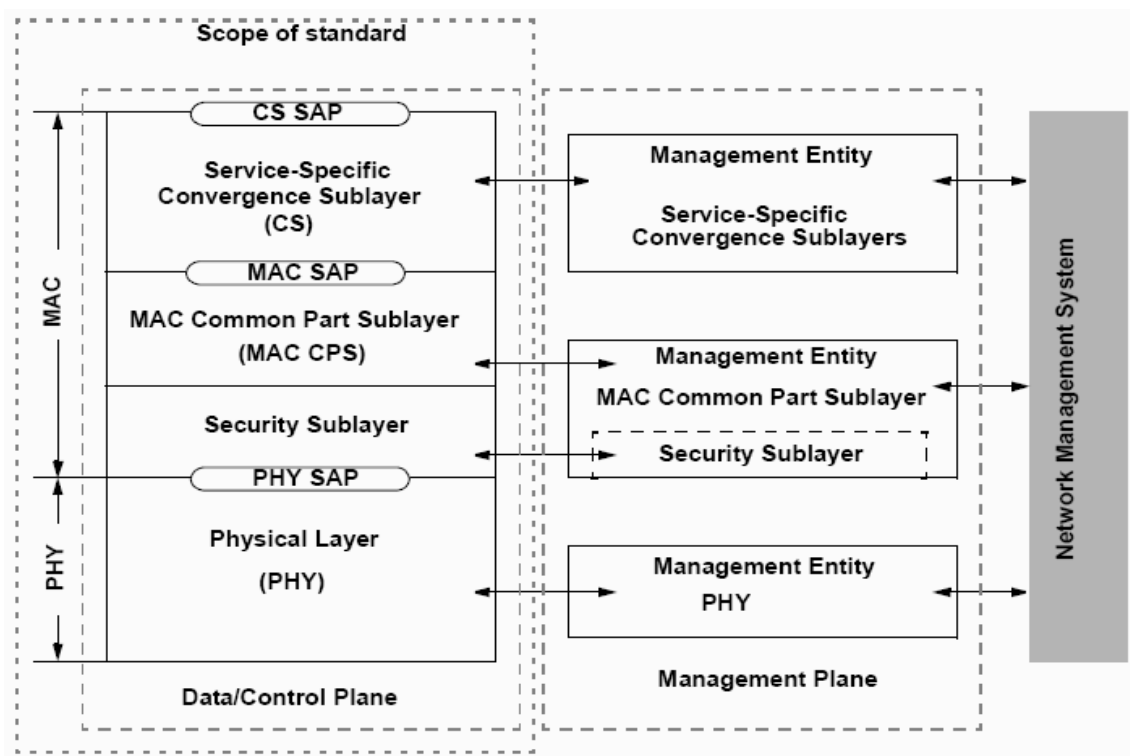 Scope of standard
CS SAP
Service-Specific
Convergence Sublayer
(CS)
MAC SAP
MAC Common Part Sublayer
(MAC CPS)
Security Sublayer
PHY SAP
Physical Layer
(PHY)
Data/Control Plane
MAC
PHY
Management Entity
Service-Specific
Convergence Sublayers
Management Entity
MAC Common Part Sublayer
Security Sublayer
Management Entity
PHY
Management Plane
Network Management System